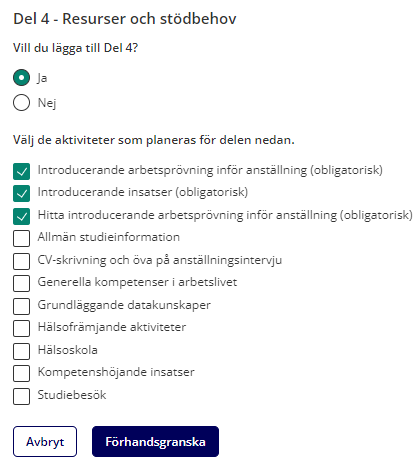 Del 4 - Resurser och stödbehov
Vill du lägga till Del 4?
Ja
Nej
Välj de aktiviteter som planeras för delen nedan.
Introducerande arbetsprövning inför anställning (obligatorisk)
Introducerande insatser (obligatorisk)
Hitta introducerande arbetsprövning inför anställning (obligatorisk)
Allmän studieinformation
CV-skrivning och öva på anställningsintervju
Generella kompetenser i arbetslivet
Grundläggande datakunskaper
Hälsofrämjande aktiviteter
Hälsoskola
Kompetenshöjande insatser
Studiebesök
Avbryt Förhandsgranska